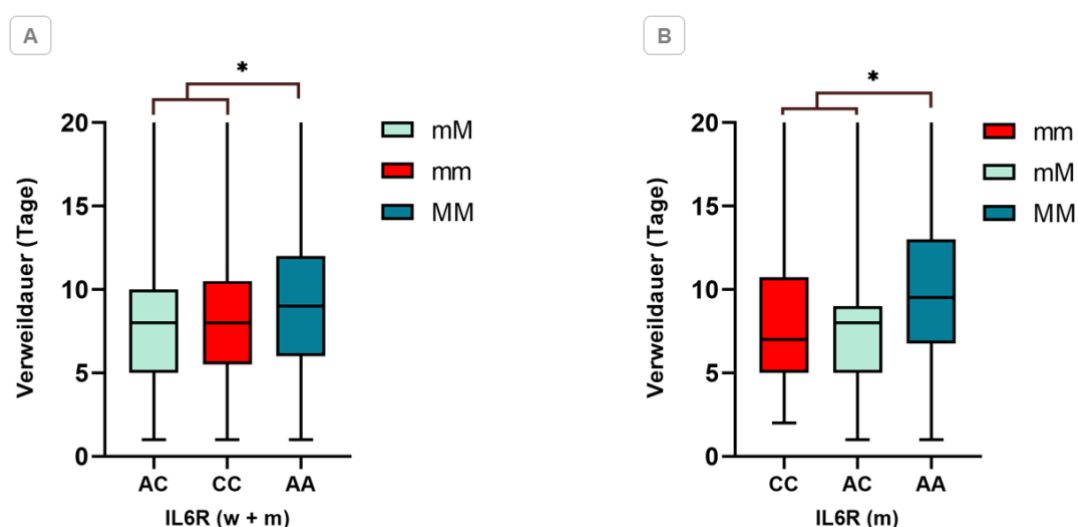 A
*
Verweildauer (Tage)
20
15
10
5
0
AC CC AA
IL6R (w + m)
mM
mm
MM
B
*
Verweildauer (Tage)
20
15
10
5
0
CC AC AA
IL6R (m)
mm
mM
MM